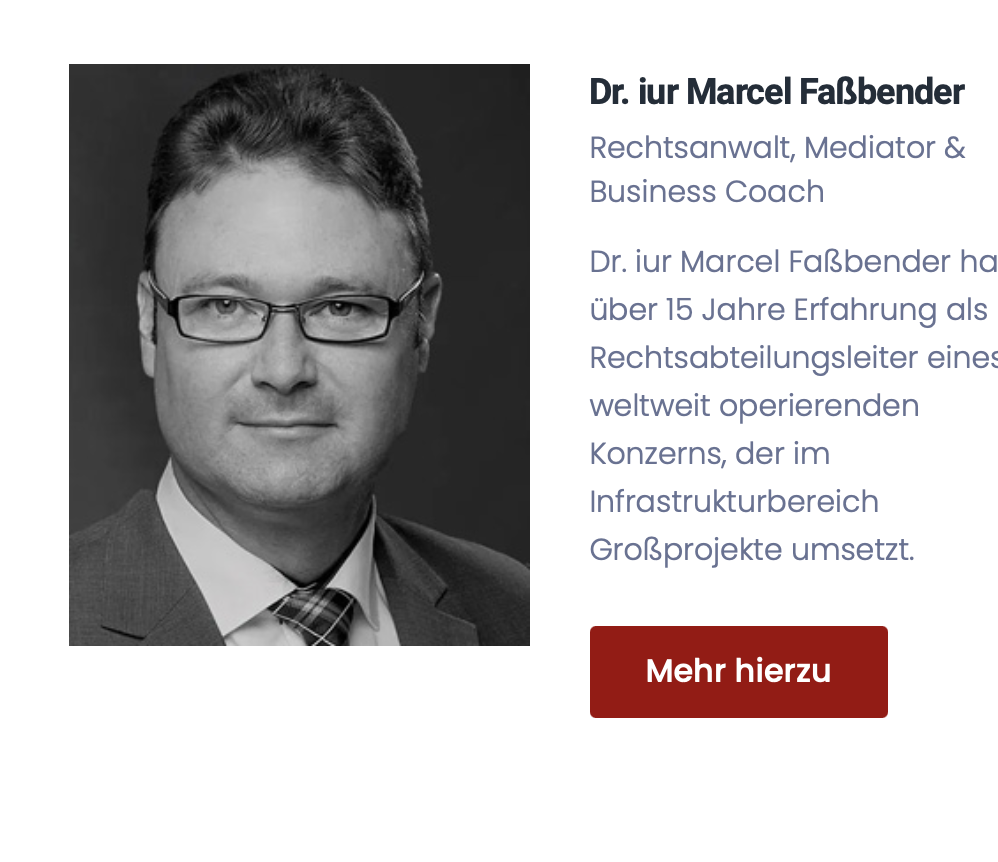 Dr. iur Marcel Faßbender
Rechtsanwalt, Mediator &
Business Coach
Dr. iur Marcel Faßbender ha
über 15 Jahre Erfahrung als
Rechtsabteilungsleiter eines
weltweit operierenden
Konzerns, der im
Infrastrukturbereich
Großprojekte umsetzt.
Mehr hierzu